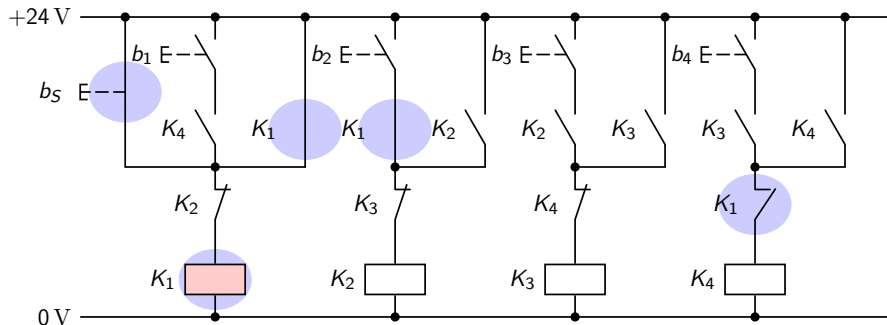 +24 V
b1 b2 b3 b4
bS
K4 K1 K1 K2 K2 K3 K3 K4
K2 K3 K4 K1
K1 K2 K3 K4
0 V